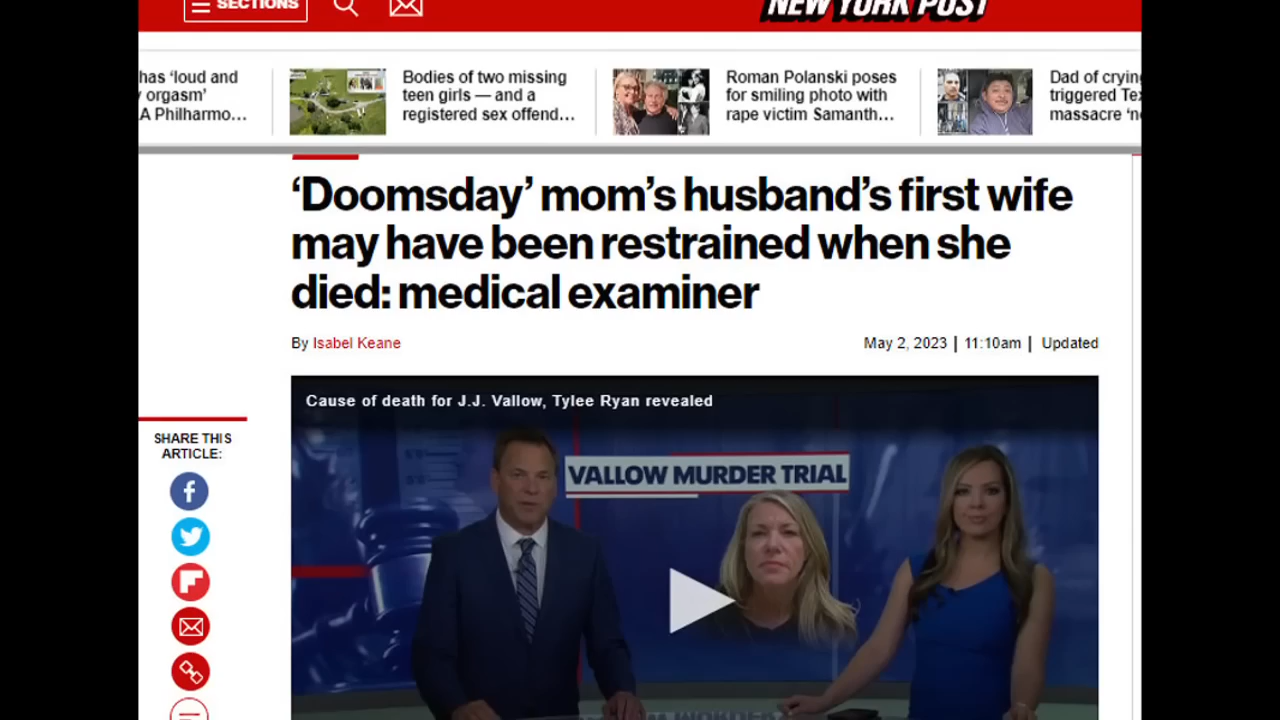 SECTIONS
NEW YORK POST
has ‘loud and
orgasm’
A Philharmo...
Bodies of two missing
teen girls — and a
registered sex offend...
Roman Polanski poses
for smiling photo with
rape victim Samanth...
Dad of cryin
triggered Te
massacre ‘n
‘Doomsday’ mom’s husband’s first wife
may have been restrained when she
died: medical examiner
By Isabel Keane
May 2, 2023 | 11:10am | Updated
SHARE THIS
ARTICLE:
Cause of death for J.J. Vallow, Tylee Ryan revealed
VALLOW MURDER TRIAL